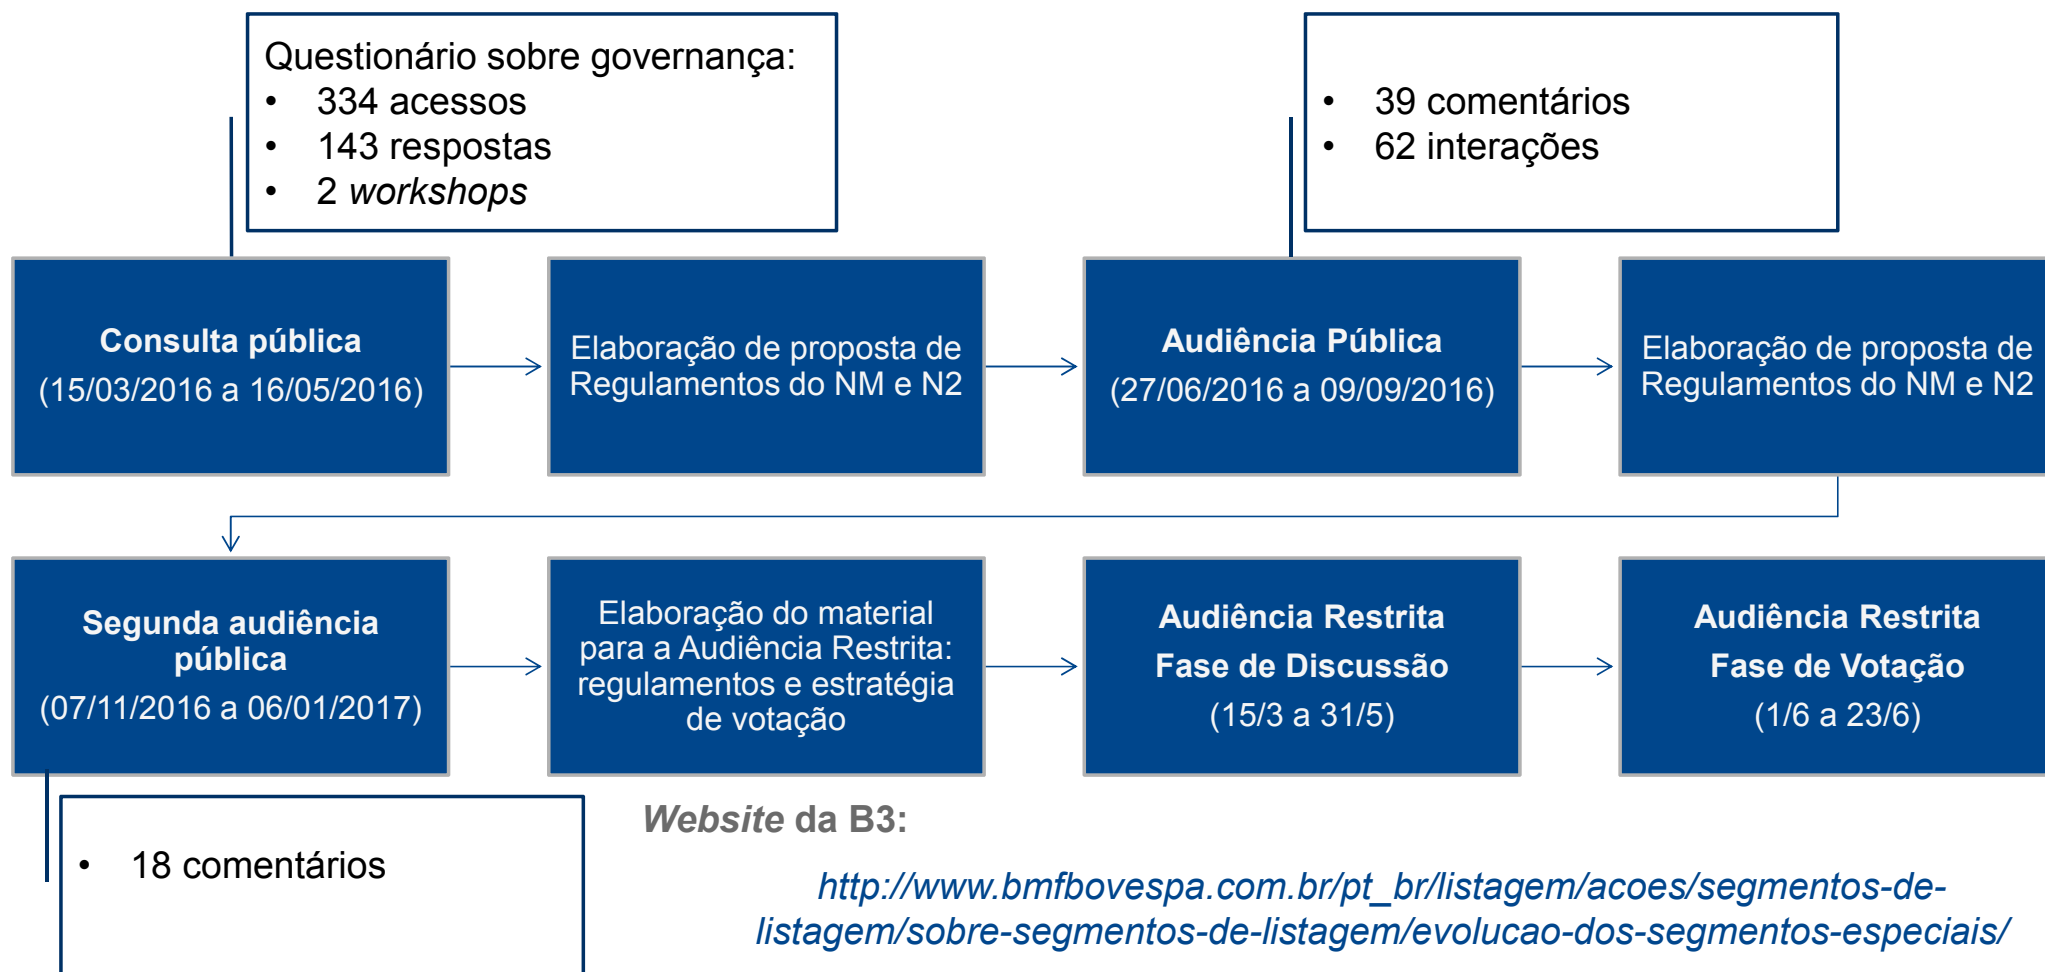 Questionário sobre governança:
• 334 acessos
• 143 respostas
• 2 workshops
• 39 comentários
• 62 interações
Consulta pública
(15/03/2016 a 16/05/2016)
Elaboração de proposta de
Regulamentos do NM e N2
Audiência Pública
(27/06/2016 a 09/09/2016)
Elaboração de proposta de
Regulamentos do NM e N2
Segunda audiência
pública
(07/11/2016 a 06/01/2017)
Elaboração do material
para a Audiência Restrita:
regulamentos e estratégia
de votação
Audiência Restrita
Fase de Discussão
(15/3 a 31/5)
Audiência Restrita
Fase de Votação
(1/6 a 23/6)
• 18 comentários
Website da B3:
http://www.bmfbovespa.com.br/pt_br/listagem/acoes/segmentos-de-
listagem/sobre-segmentos-de-listagem/evolucao-dos-segmentos-especiais/